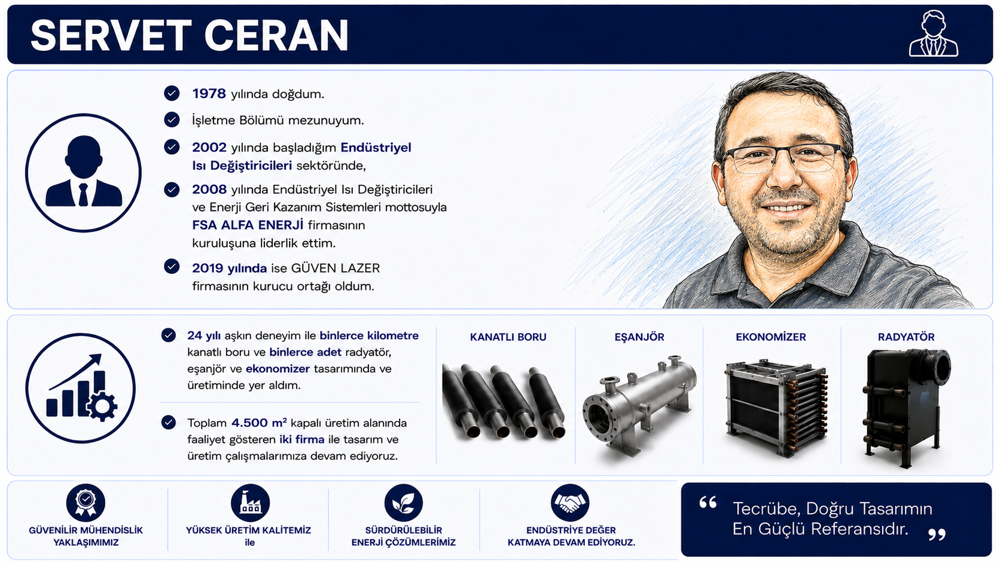 SERVET CERAN
1978 yılında doğdum.
İşletme Bölümü mezunuyum.
2002 yılında başladığım Endüstriyel
Isı Değiştiricileri sektöründe,
2008 yılında Endüstriyel Isı Değiştiricileri
ve Enerji Geri Kazanım Sistemleri mottosuyla
FSA ALFA ENERJİ firmasının
kuruluşuna liderlik ettim.
2019 yılında ise GÜVEN LAZER
firmasının kurucu ortağı oldum.
24 yılı aşkın deneyim ile binlerce kilometre
kanatlı boru ve binlerce adet radyatör,
eşanjör ve ekonomizer tasarımında ve
üretiminde yer aldım.
Toplam 4.500 m² kapalı üretim alanında
faaliyet gösteren iki firma ile tasarım ve
üretim çalışmalarımıza devam ediyoruz.
KANATLI BORU
EŞANJÖR
EKONOMİZER
RADYATÖR
GÜVENİLİR MÜHENDİSLİK
YAKLAŞIMIMIZ
YÜKSEK ÜRETİM KALİTEMİZ
ile
SÜRDÜRÜLEBİLİR
ENERJİ ÇÖZÜMLERİMİZ
ENDÜSTRİYE DEĞER
KATMAYA DEVAM EDİYORUZ.
“ Tecrübe, Doğru Tasarımın
En Güçlü Referansıdır. ”